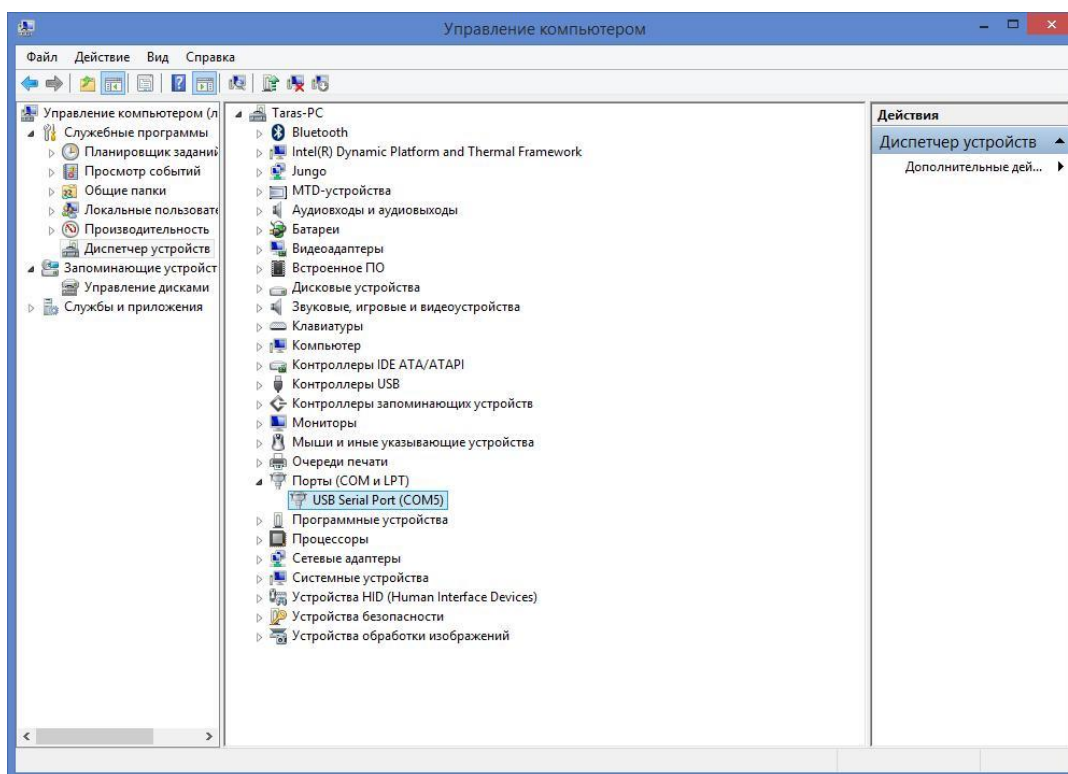 Управление компьютером
Файл Действие Вид Справка
Управление компьютером (л
Служебные программы
Планировщик заданий
Просмотр событий
Общие папки
Локальные пользовате
Производительность
Диспетчер устройств
Запоминающие устройст
Управление дисками
Службы и приложения
Taras-PC
Bluetooth
Intel(R) Dynamic Platform and Thermal Framework
Jungo
MTD-устройства
Аудиовходы и аудиовыходы
Батареи
Видеоадаптеры
Встроенное ПО
Дисковые устройства
Звуковые, игровые и видеоустройства
Клавиатуры
Компьютер
Контроллеры IDE ATA/ATAPI
Контроллеры USB
Контроллеры запоминающих устройств
Мониторы
Мыши и иные указывающие устройства
Очереди печати
Порты (COM и LPT)
USB Serial Port (COM5)
Программные устройства
Процессоры
Сетевые адаптеры
Системные устройства
Устройства HID (Human Interface Devices)
Устройства безопасности
Устройства обработки изображений
Действия
Диспетчер устройств
Дополнительные дей...